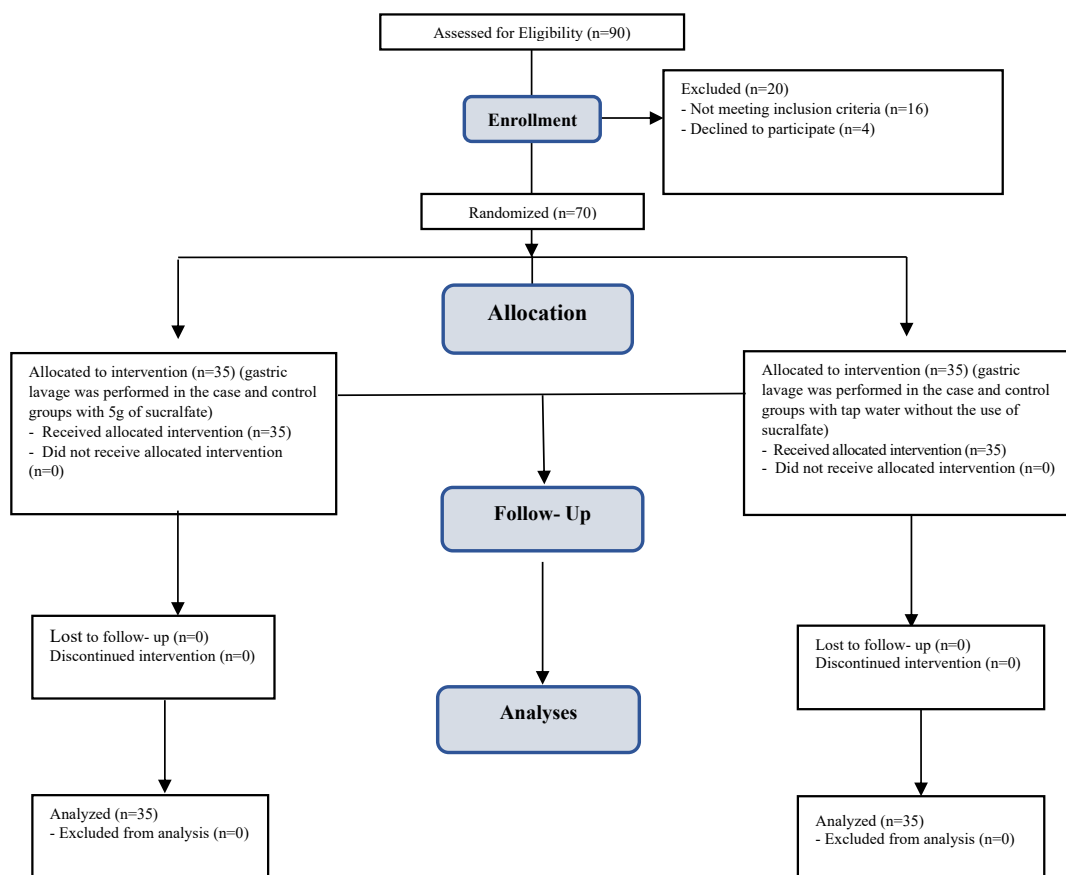 Assessed for Eligibility (n=90)
Excluded (n=20)
- Not meeting inclusion criteria (n=16)
- Declined to participate (n=4)
Enrollment
Randomized (n=70)
Allocation
Allocated to intervention (n=35) (gastric
lavage was performed in the case and control
groups with 5g of sucralfate)
- Received allocated intervention (n=35)
- Did not receive allocated intervention
(n=0)
Allocated to intervention (n=35) (gastric
lavage was performed in the case and control
groups with tap water without the use of
sucralfate)
- Received allocated intervention (n=35)
- Did not receive allocated intervention (n=0)
Follow- Up
Lost to follow- up (n=0)
Discontinued intervention (n=0)
Lost to follow- up (n=0)
Discontinued intervention (n=0)
Analyses
Analyzed (n=35)
- Excluded from analysis (n=0)
Analyzed (n=35)
- Excluded from analysis (n=0)